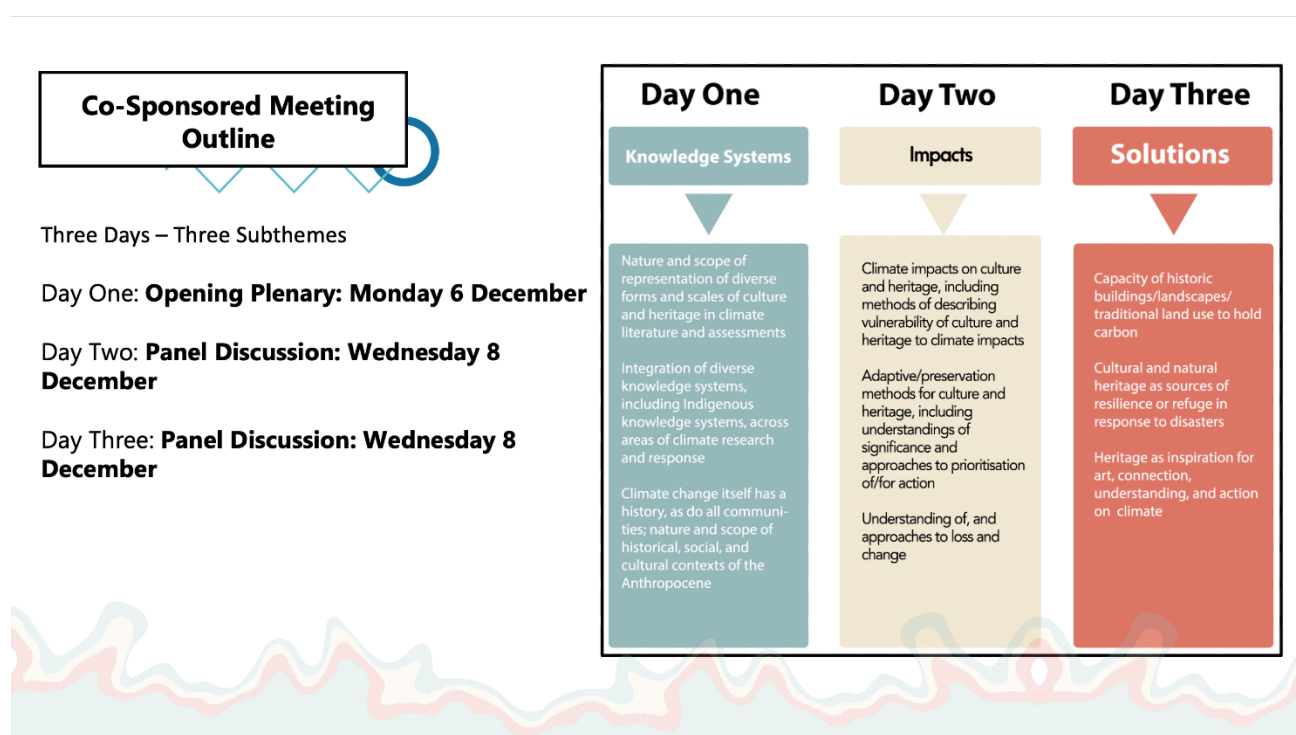 Co-Sponsored Meeting
Outline
Three Days – Three Subthemes
Day One: Opening Plenary: Monday 6 December
Day Two: Panel Discussion: Wednesday 8
December
Day Three: Panel Discussion: Wednesday 8
December
Day One
Knowledge Systems
Nature and scope of
representation of diverse
forms and scales of culture
and heritage in climate
literature and assessments
Integration of diverse
knowledge systems,
including Indigenous
knowledge systems, across
areas of climate research
and response
Climate change itself has a
history, as do all communi-
ties; nature and scope of
historical, social, and
cultural contexts of the
Anthropocene
Day Two
Impacts
Climate impacts on culture
and heritage, including
methods of describing
vulnerability of culture and
heritage to climate impacts
Adaptive/preservation
methods for culture and
heritage, including
understandings of
significance and
approaches to prioritisation
of/for action
Understanding of, and
approaches to loss and
change
Day Three
Solutions
Capacity of historic
buildings/landscapes/
traditional land use to hold
carbon
Cultural and natural
heritage as sources of
resilience or refuge in
response to disasters
Heritage as inspiration for
art, connection,
understanding, and action
on climate